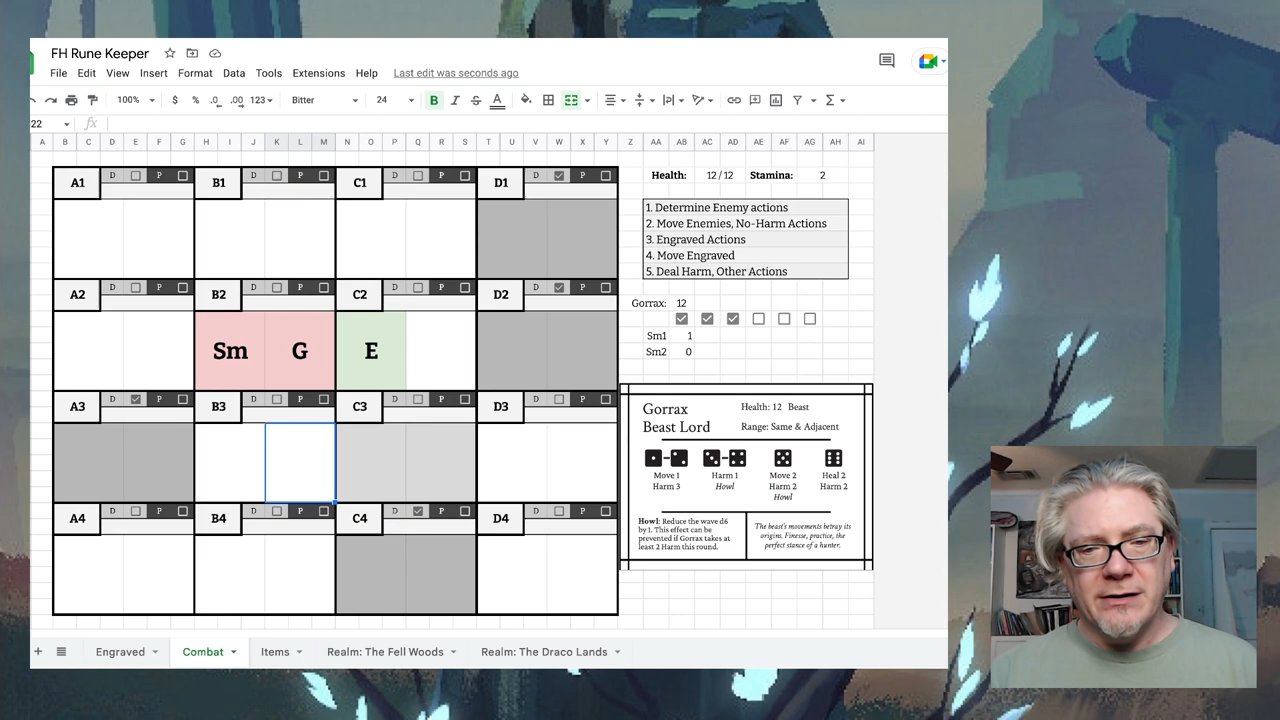 FH Rune Keeper
File Edit View Insert Format Data Tools Extensions Help Last edit was seconds ago
100% $ % .0 .00 123 Bitter 24 B I S A
22 fx
A B C D E F G H I J K L M N O P Q R S T U V W X Y Z AA AB AC AD AE AF AG AH AI
A1 D P B1 D P C1 D P D1 D P
Health: 12 / 12 Stamina: 2
1. Determine Enemy actions
2. Move Enemies, No-Harm Actions
3. Engraved Actions
4. Move Engraved
5. Deal Harm, Other Actions
A2 D P B2 D P C2 D P D2 D P
Sm G E
Gorrax: 12
Sm1 1
Sm2 0
A3 D P B3 D P C3 D P D3 D P
A4 D P B4 D P C4 D P D4 D P
Gorrax
Beast Lord
Health: 12 Beast
Range: Same & Adjacent
Move 1
Harm 3
Harm 1
Howl
Move 2
Harm 2
Howl
Heal 2
Harm 2
Howl: Reduce the wave d6
by 1. This effect can be
prevented if Gorrax takes at
least 2 Harm this round.
The beast's movements betray its
origins. Finesse, practice, the
perfect stance of a hunter.
Engraved Combat Items Realm: The Fell Woods Realm: The Draco Lands